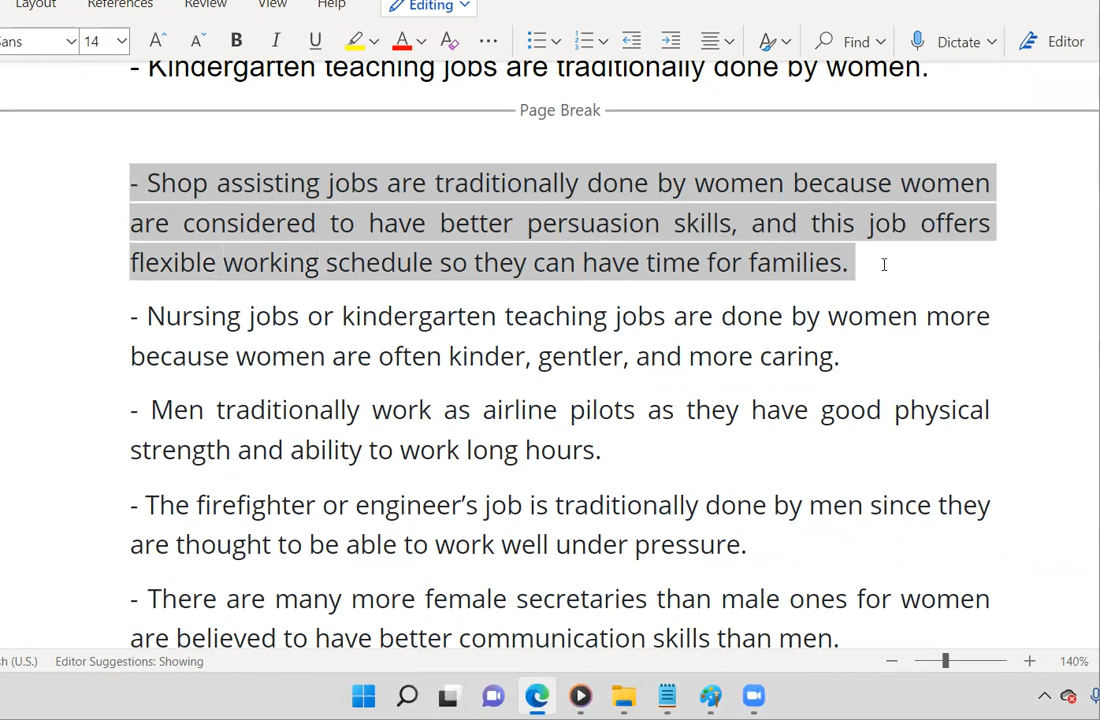 Layout References Review View Help Editing
Sans 14 A A B I U A A ... Find Dictate Editor
- Kindergarten teaching jobs are traditionally done by women.
Page Break
- Shop assisting jobs are traditionally done by women because women
are considered to have better persuasion skills, and this job offers
flexible working schedule so they can have time for families.
- Nursing jobs or kindergarten teaching jobs are done by women more
because women are often kinder, gentler, and more caring.
- Men traditionally work as airline pilots as they have good physical
strength and ability to work long hours.
- The firefighter or engineer’s job is traditionally done by men since they
are thought to be able to work well under pressure.
- There are many more female secretaries than male ones for women
are believed to have better communication skills than men.
(U.S.) Editor Suggestions: Showing 140%